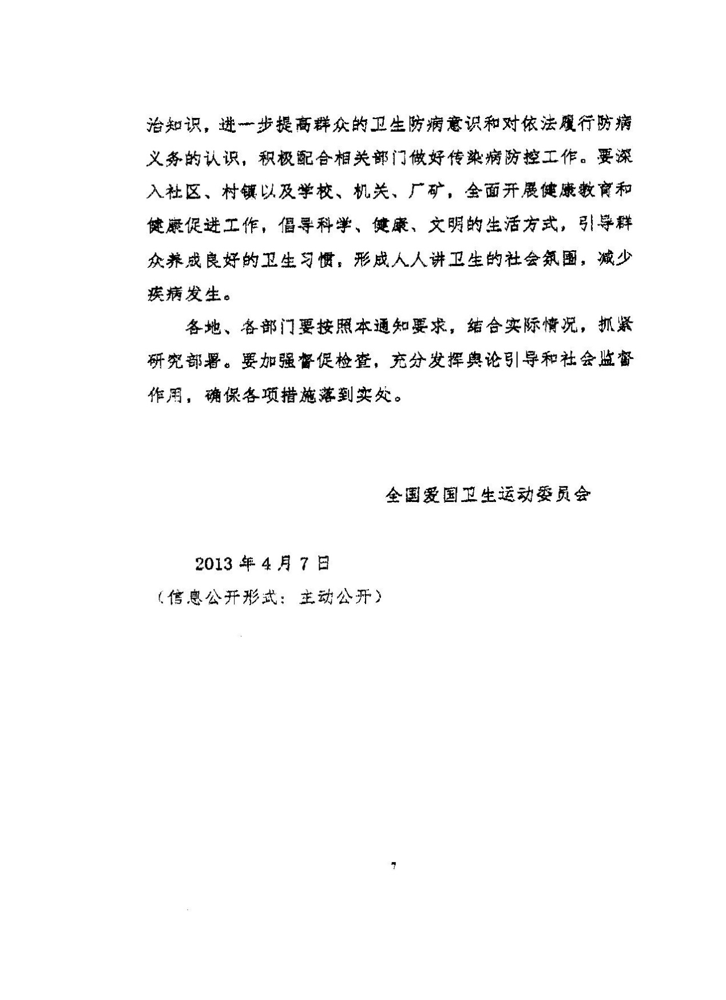 治知识，进一步提高群众的卫生防病意识和对依法履行防病
义务的认识，积极配合相关部门做好传染病防控工作。要深
入社区、村镇以及学校、机关、厂矿，全面开展健康教育和
健康促进工作，倡导科学、健康、文明的生活方式，引导群
众养成良好的卫生习惯，形成人人讲卫生的社会氛围，减少
疾病发生。
各地、各部门要按照本通知要求，结合实际情况，抓紧
研究部署。要加强督促检查，充分发挥舆论引导和社会监督
作用，确保各项措施落到实处。
全国爱国卫生运动委员会
2013 年 4 月 7 日
（信息公开形式：主动公开）
7